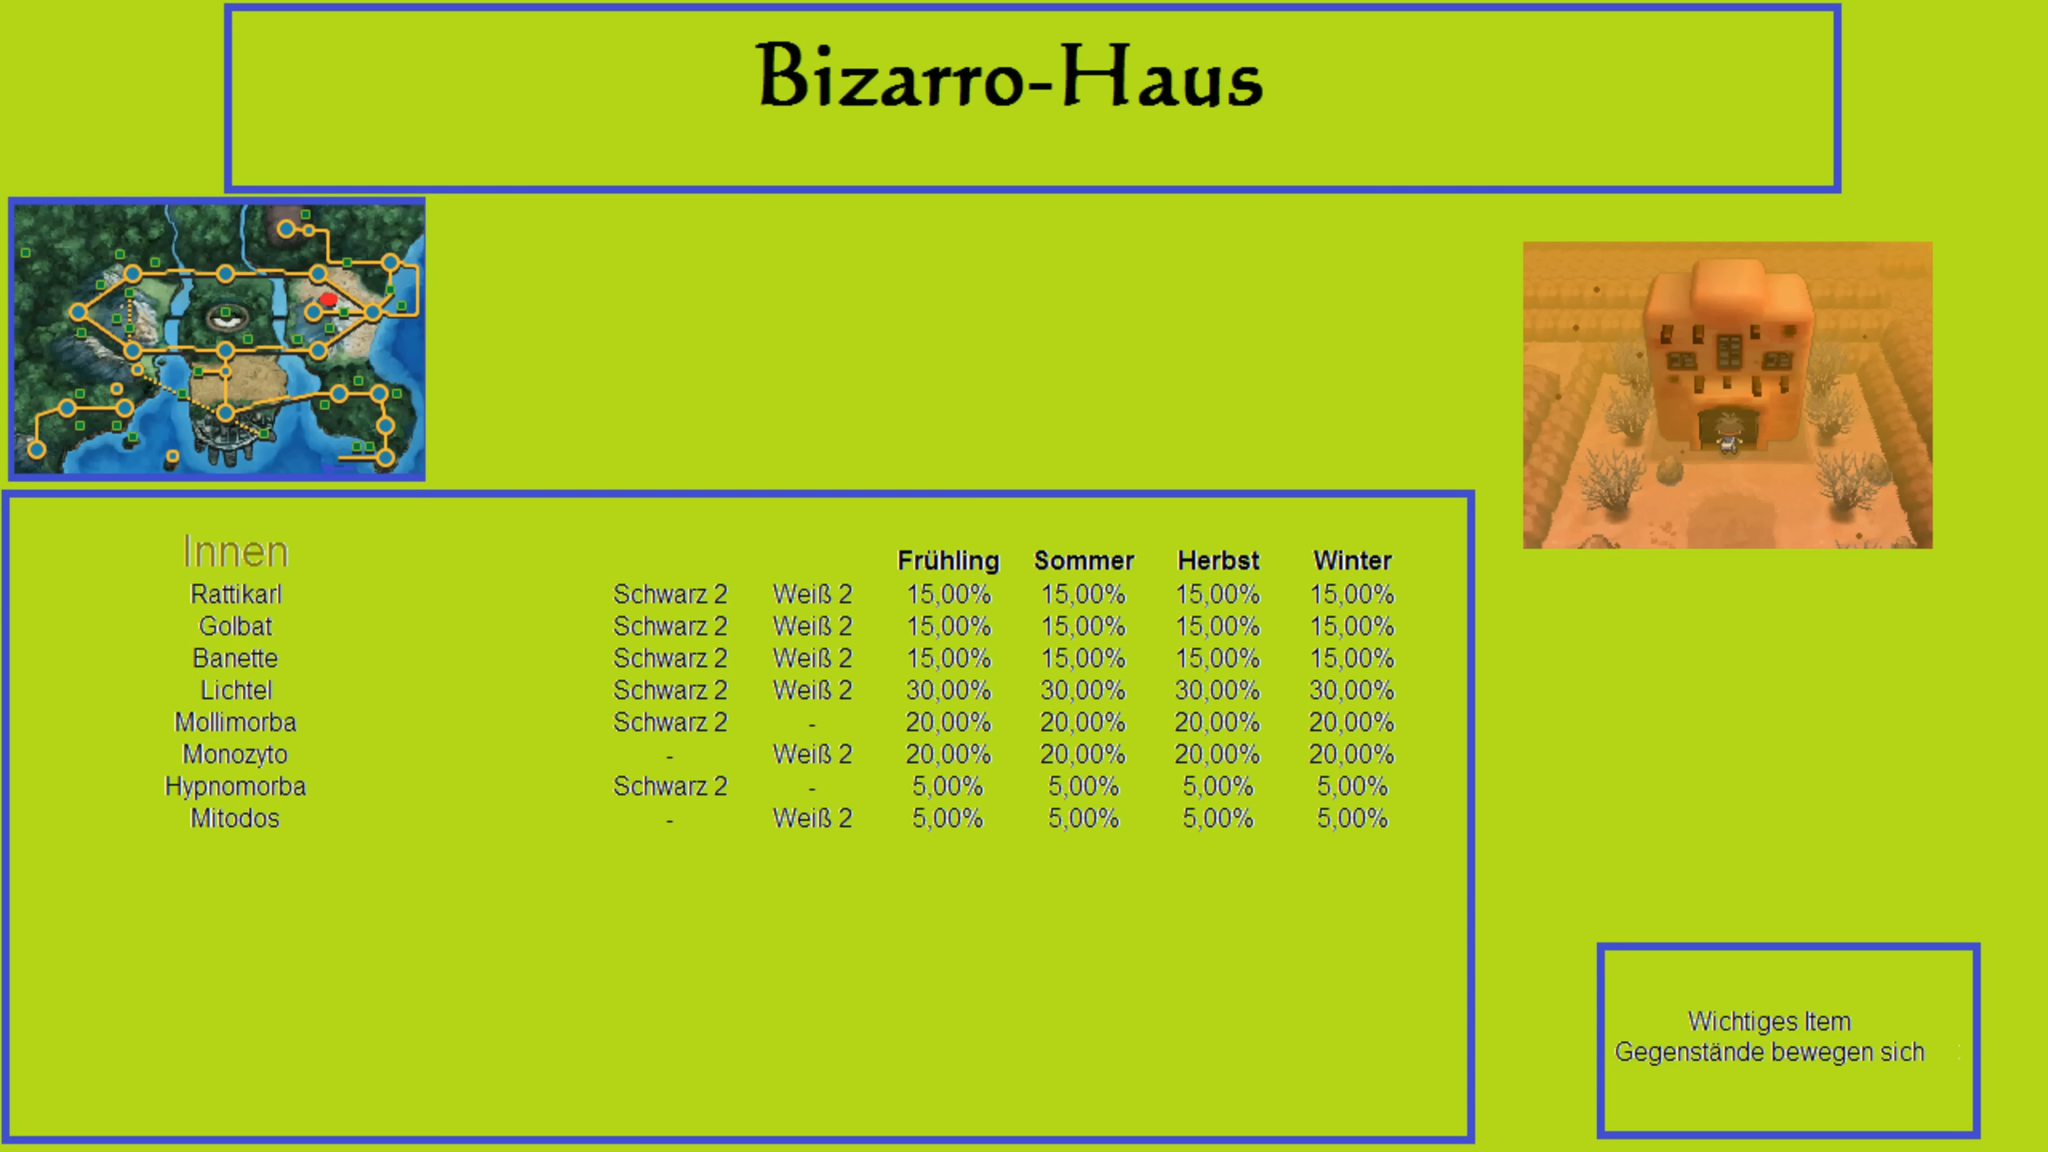 Bizarro-Haus
Innen Frühling Sommer Herbst Winter
Rattikarl Schwarz 2 Weiß 2 15,00% 15,00% 15,00% 15,00%
Golbat Schwarz 2 Weiß 2 15,00% 15,00% 15,00% 15,00%
Banette Schwarz 2 Weiß 2 15,00% 15,00% 15,00% 15,00%
Lichtel Schwarz 2 Weiß 2 30,00% 30,00% 30,00% 30,00%
Mollimorba Schwarz 2 - 20,00% 20,00% 20,00% 20,00%
Monozyto - Weiß 2 20,00% 20,00% 20,00% 20,00%
Hypnomorba Schwarz 2 - 5,00% 5,00% 5,00% 5,00%
Mitodos - Weiß 2 5,00% 5,00% 5,00% 5,00%
Wichtiges Item
Gegenstände bewegen sich